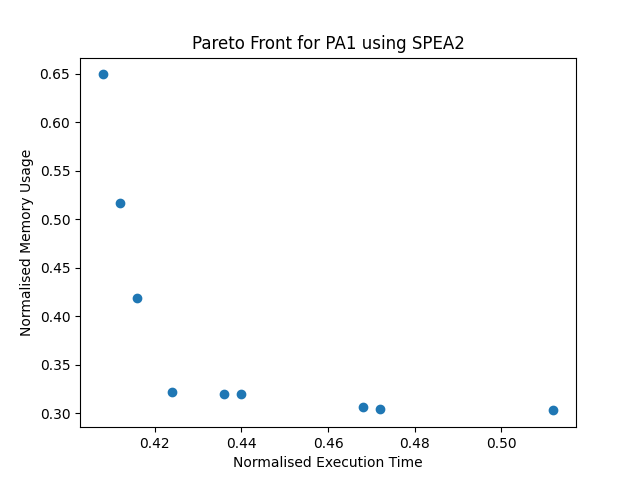 Pareto Front for PA1 using SPEA2
Normalised Memory Usage
0.65
0.60
0.55
0.50
0.45
0.40
0.35
0.30
0.42 0.44 0.46 0.48 0.50
Normalised Execution Time